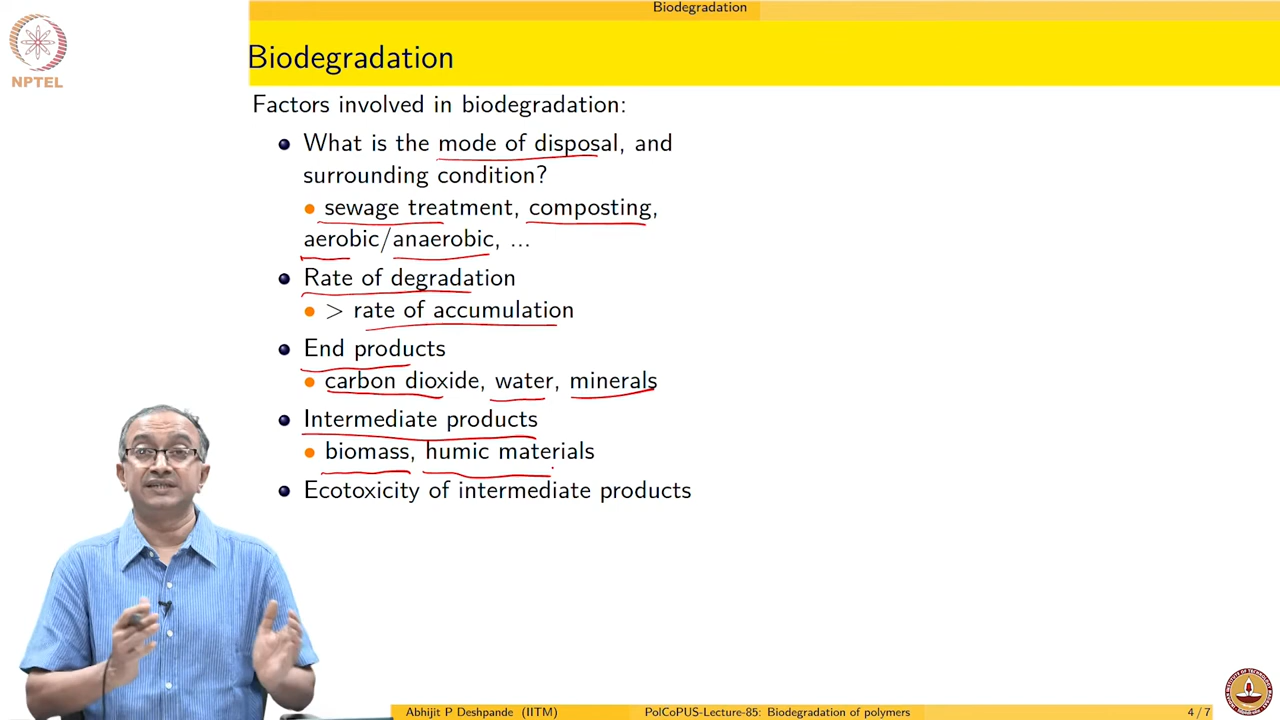 Biodegradation
NPTEL
Biodegradation
Factors involved in biodegradation:
What is the mode of disposal, and
surrounding condition?
sewage treatment, composting,
aerobic/anaerobic, ...
Rate of degradation
> rate of accumulation
End products
carbon dioxide, water, minerals
Intermediate products
biomass, humic materials
Ecotoxicity of intermediate products
Abhijit P Deshpande (IITM) PolCoPUS-Lecture-85: Biodegradation of polymers 4 / 7